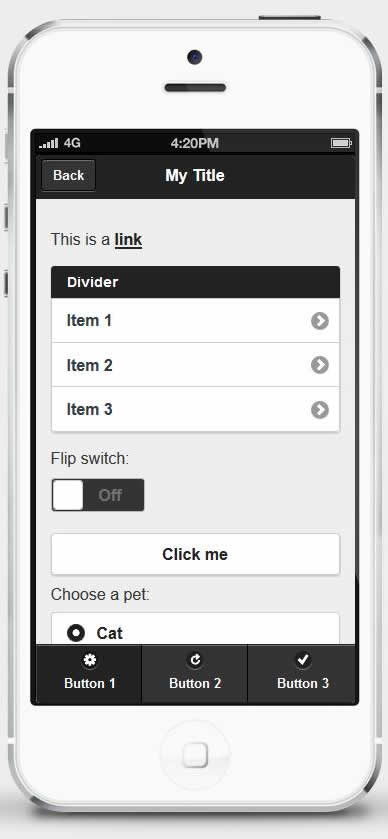 4G 4:20PM
Back My Title
This is a link
Divider
Item 1
Item 2
Item 3
Flip switch:
Off
Click me
Choose a pet:
Cat
Button 1 Button 2 Button 3